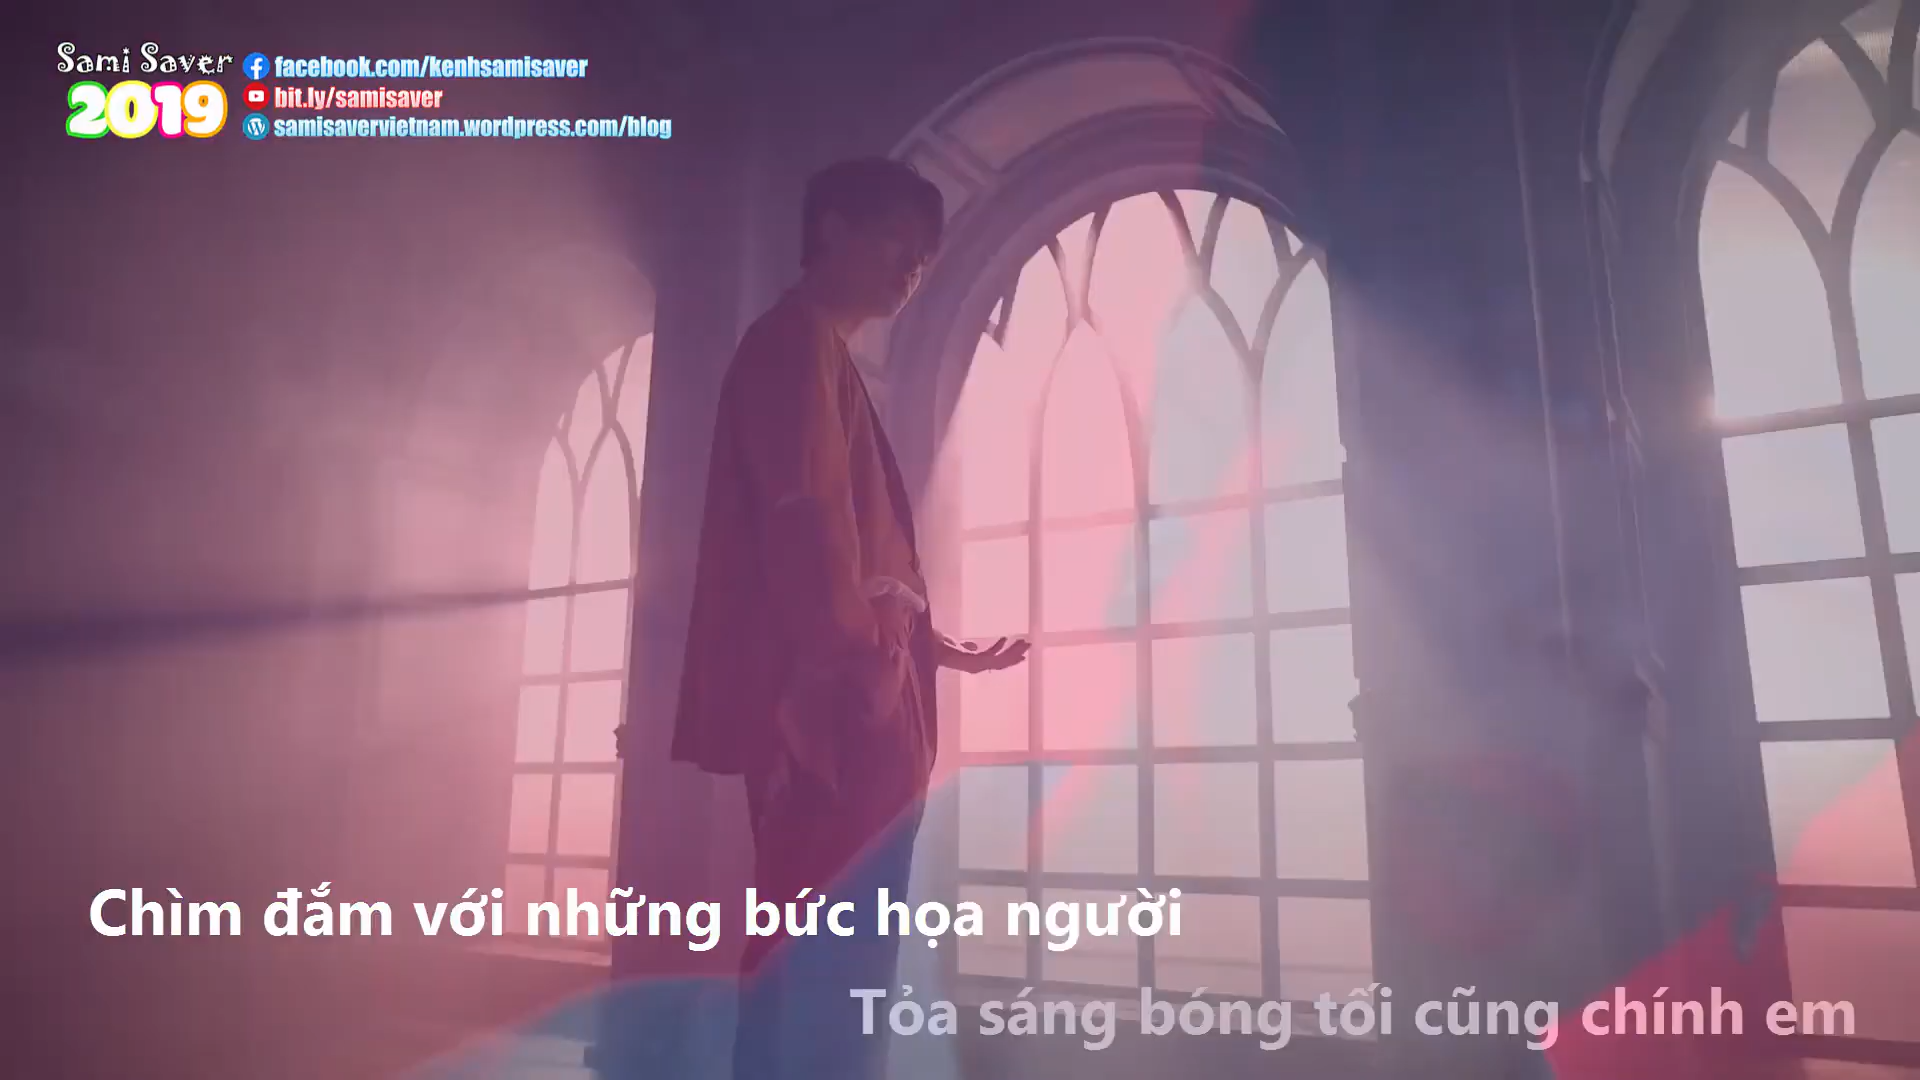 Sami Saver
2019
facebook.com/kenhsamisaver
bit.ly/samisaver
samisavervietnam.wordpress.com/blog
Chìm đắm với những bức họa người
Tỏa sáng bóng tối cũng chính em